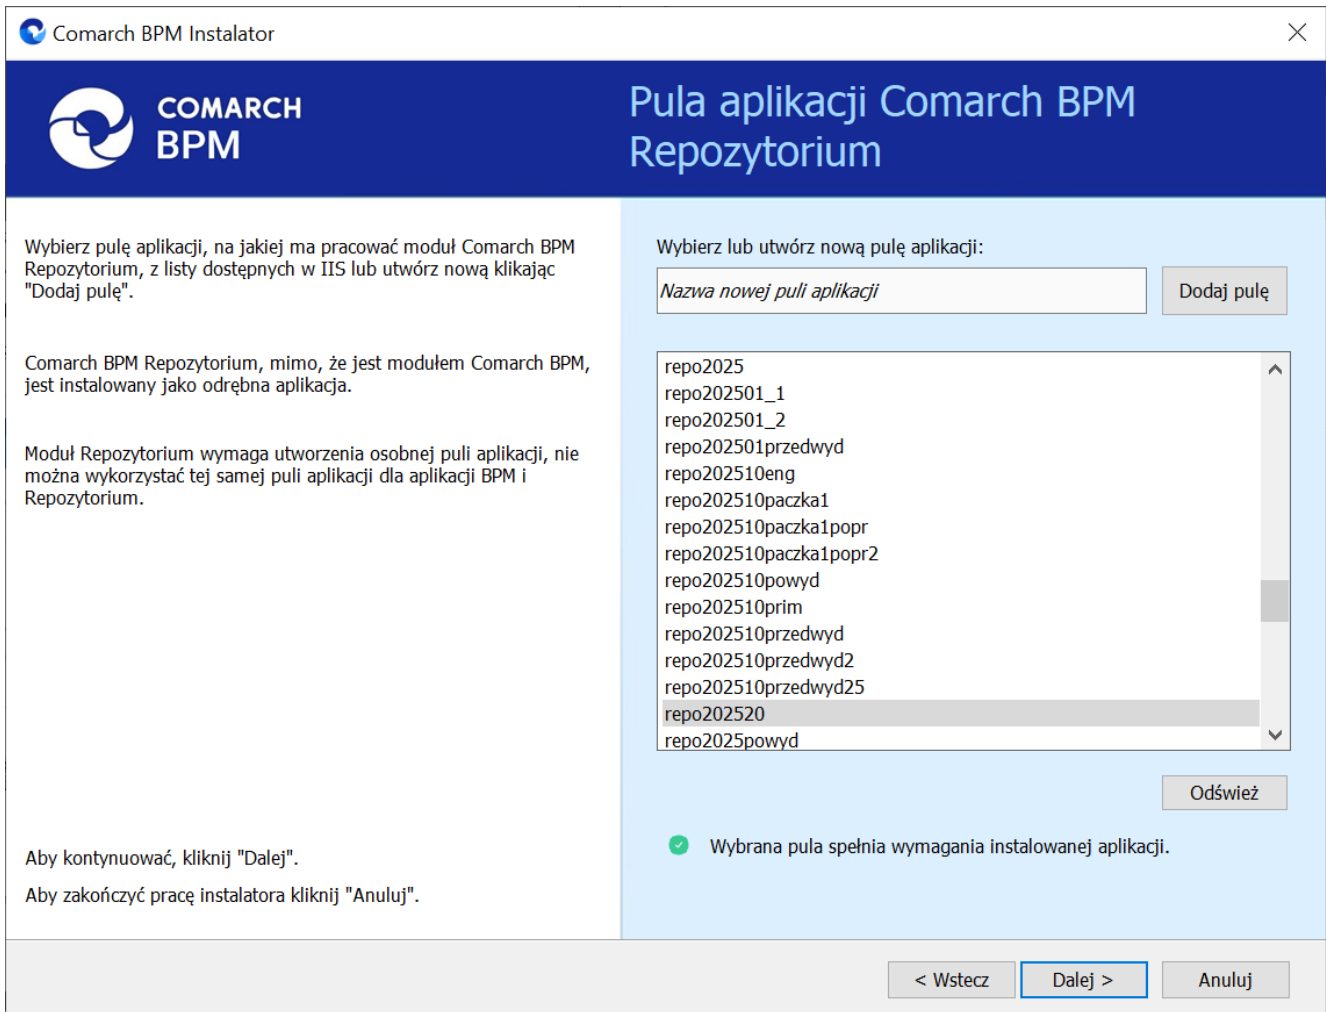 Comarch BPM Instalator
COMARCH
BPM
Pula aplikacji Comarch BPM
Repozytorium
Wybierz pulę aplikacji, na jakiej ma pracować moduł Comarch BPM
Repozytorium, z listy dostępnych w IIS lub utwórz nową klikając
"Dodaj pulę".
Comarch BPM Repozytorium, mimo, że jest modułem Comarch BPM,
jest instalowany jako odrębna aplikacja.
Moduł Repozytorium wymaga utworzenia osobnej puli aplikacji, nie
można wykorzystać tej samej puli aplikacji dla aplikacji BPM i
Repozytorium.
Aby kontynuować, kliknij "Dalej".
Aby zakończyć pracę instalatora kliknij "Anuluj".
Wybierz lub utwórz nową pulę aplikacji:
Nazwa nowej puli aplikacji
Dodaj pulę
repo2025
repo202501_1
repo202501_2
repo202501przedwyd
repo202510eng
repo202510paczka1
repo202510paczka1popr
repo202510paczka1popr2
repo202510powyd
repo202510prim
repo202510przedwyd
repo202510przedwyd2
repo202510przedwyd25
repo202520
repo2025powyd
Odśwież
Wybrana pula spełnia wymagania instalowanej aplikacji.
< Wstecz
Dalej >
Anuluj